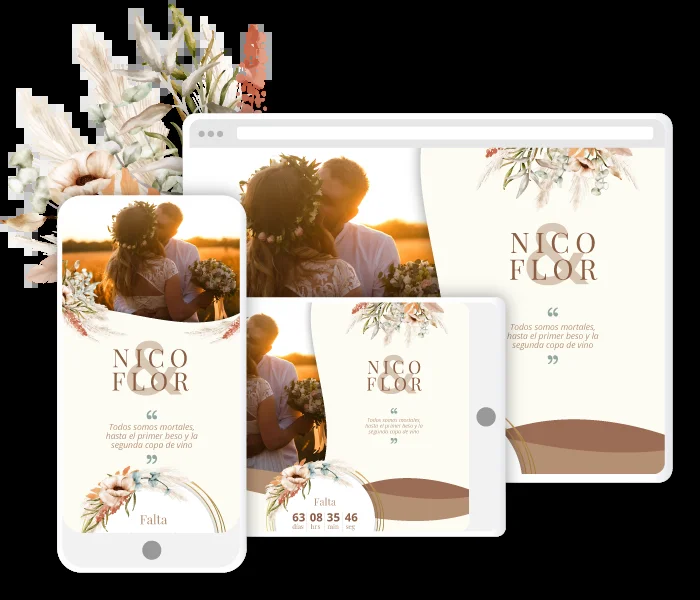 NICO
&
FLOR
“
Todos somos mortales,
hasta el primer beso y la
segunda copa de vino
”
NICO
&
FLOR
“
Todos somos mortales,
hasta el primer beso y la
segunda copa de vino
”
Falta
NICO
&
FLOR
“
Todos somos mortales,
hasta el primer beso y la
segunda copa de vino
”
Falta
63 08 35 46
días hrs min seg